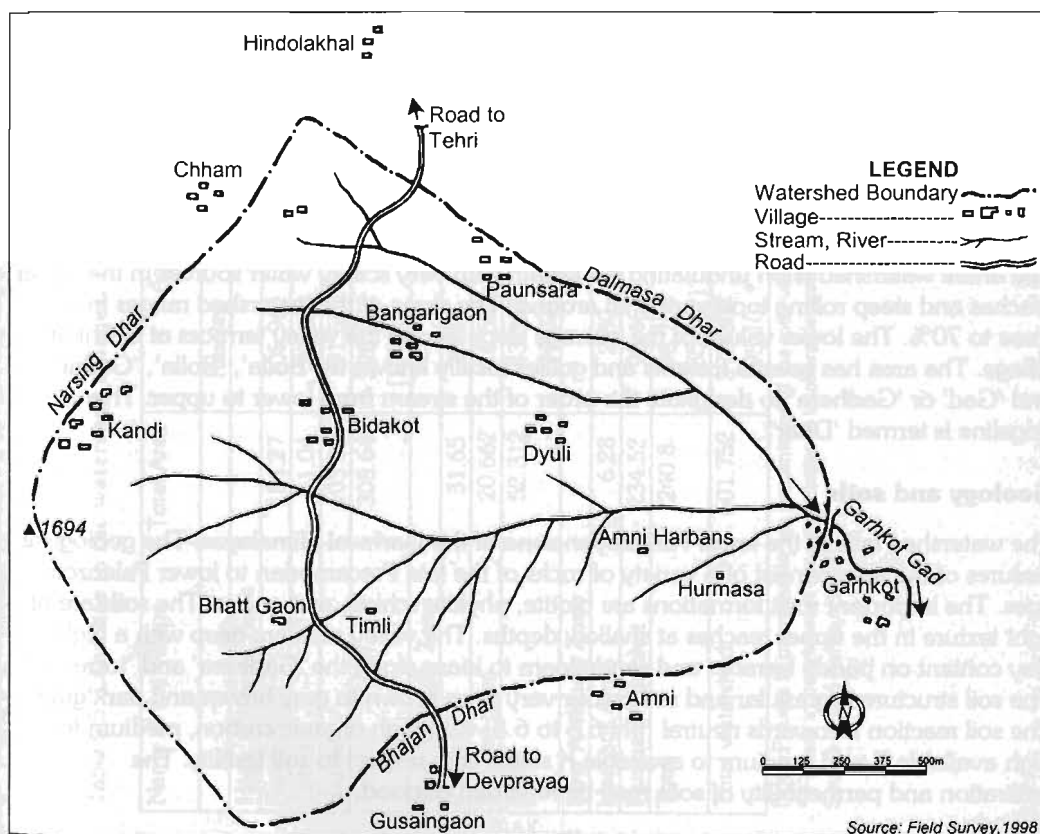 Hindolakhal
Road to
Tehri
Chham
LEGEND
Watershed Boundary
Village
Stream, River
Road
Paunsara
Dalmasa
Dhar
Bangarigaon
Narsing Dhar
Kandi
Bidakot
Dyuli
1694
Amni Harbans
Garhkot Gad
Hurmasa
Garhkot
Bhatt Gaon
Timli
Amni
Bhajan Dhar
N
Road to
Devprayag
0 125 250 375 500m
Gusaingaon
Source: Field Survey,1998